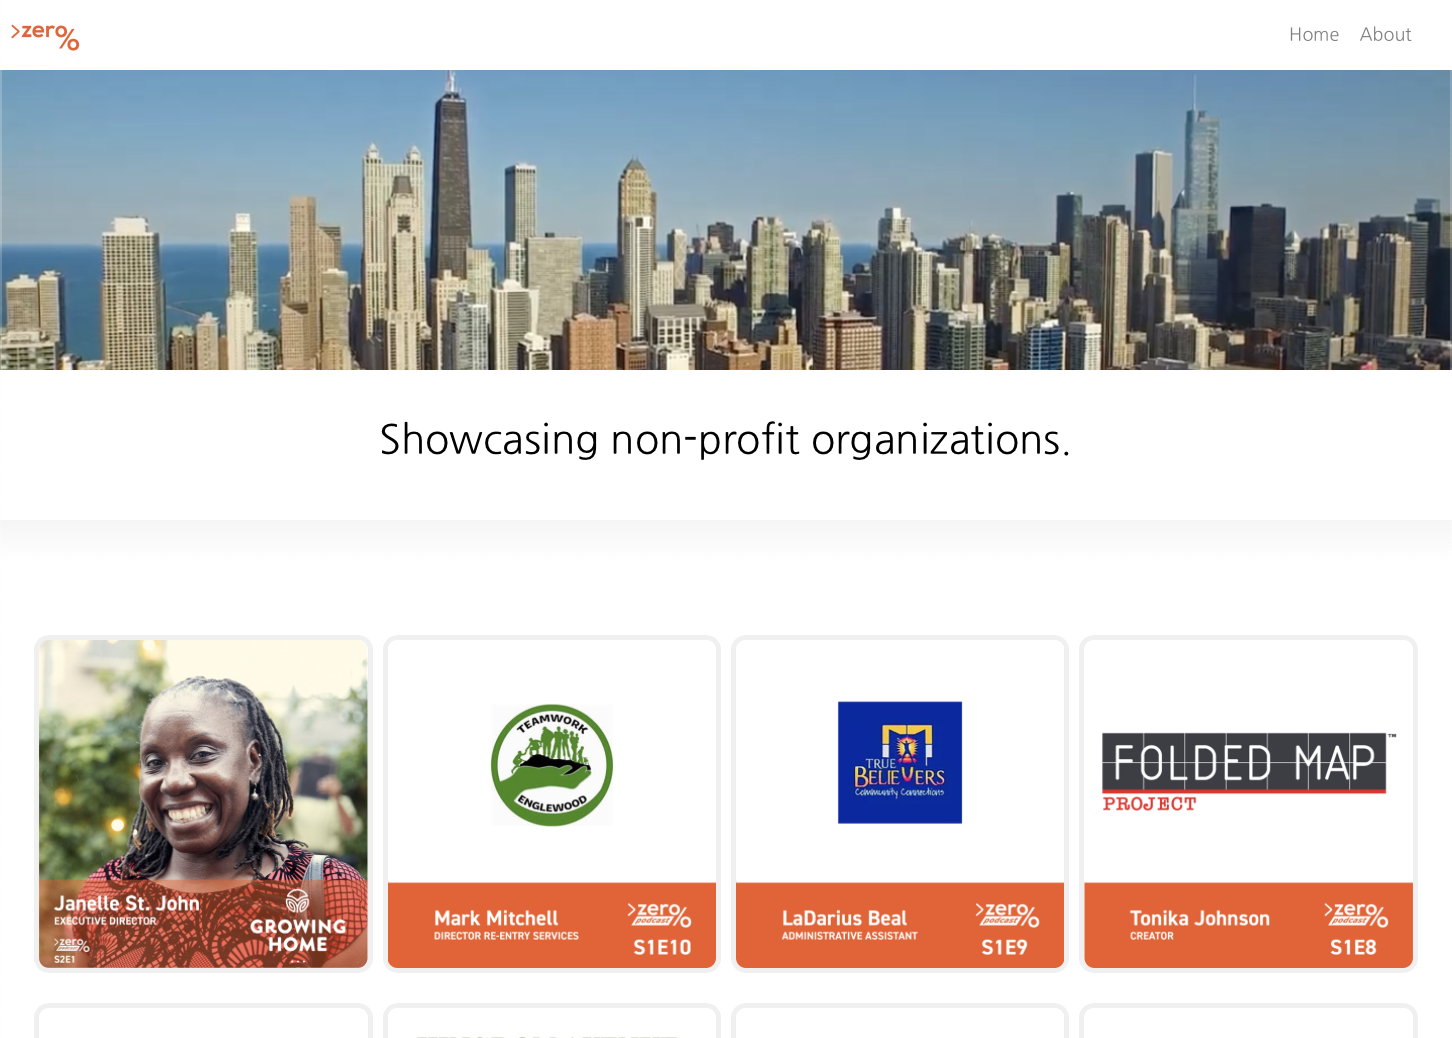 >zero%
Home About
Showcasing non-profit organizations.
Janelle St. John
EXECUTIVE DIRECTOR
>zero%
S2E1
GROWING
HOME
TEAMWORK
ENGLEWOOD
Mark Mitchell
DIRECTOR RE-ENTRY SERVICES
>zero%
podcast
S1E10
TRUE
BELIEVERS
Community Connections
LaDarius Beal
ADMINISTRATIVE ASSISTANT
>zero%
podcast
S1E9
FOLDED MAP™
PROJECT
Tonika Johnson
CREATOR
>zero%
podcast
S1E8